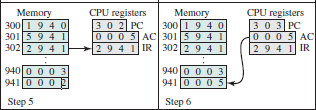 Memory CPU registers
300 1 9 4 0 3 0 2 PC
301 5 9 4 1 0 0 0 5 AC
302 2 9 4 1 2 9 4 1 IR
940 0 0 0 3
941 0 0 0 2
Step 5
Memory CPU registers
300 1 9 4 0 3 0 3 PC
301 5 9 4 1 0 0 0 5 AC
302 2 9 4 1 2 9 4 1 IR
940 0 0 0 3
941 0 0 0 5
Step 6